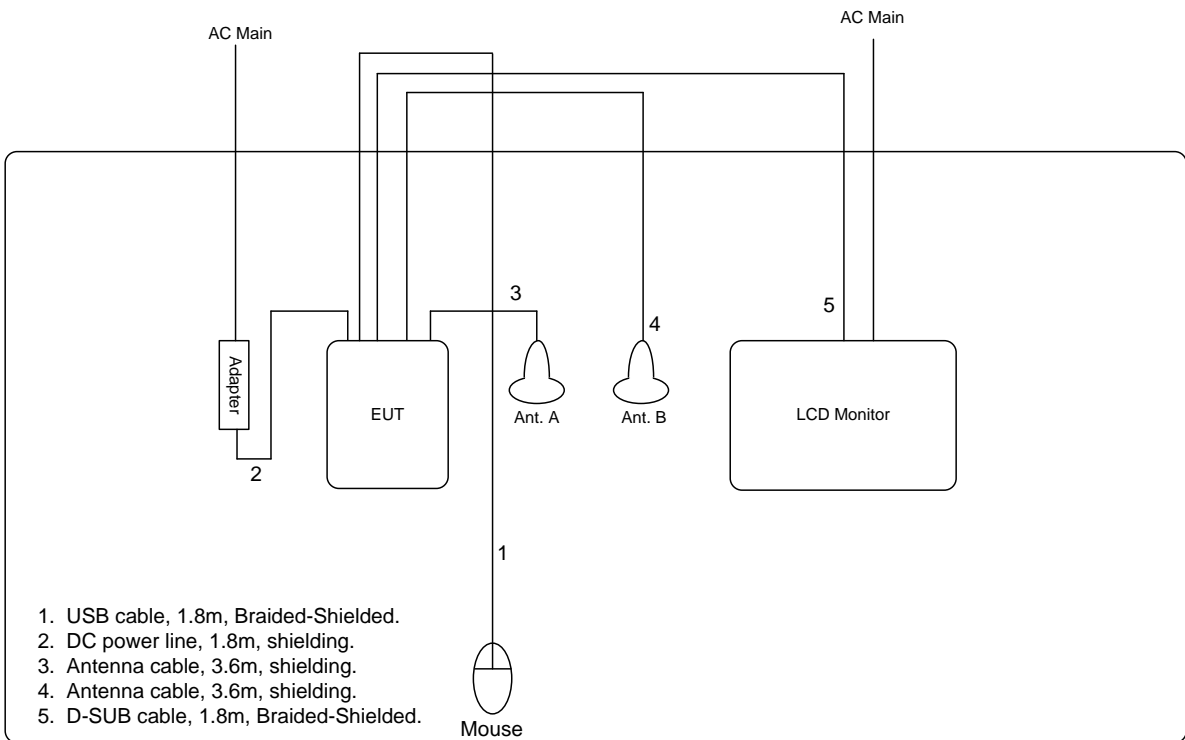 AC Main
AC Main
3
5
4
Adapter
EUT
Ant. A
Ant. B
LCD Monitor
2
1
1. USB cable, 1.8m, Braided-Shielded.
2. DC power line, 1.8m, shielding.
3. Antenna cable, 3.6m, shielding.
4. Antenna cable, 3.6m, shielding.
5. D-SUB cable, 1.8m, Braided-Shielded.
Mouse